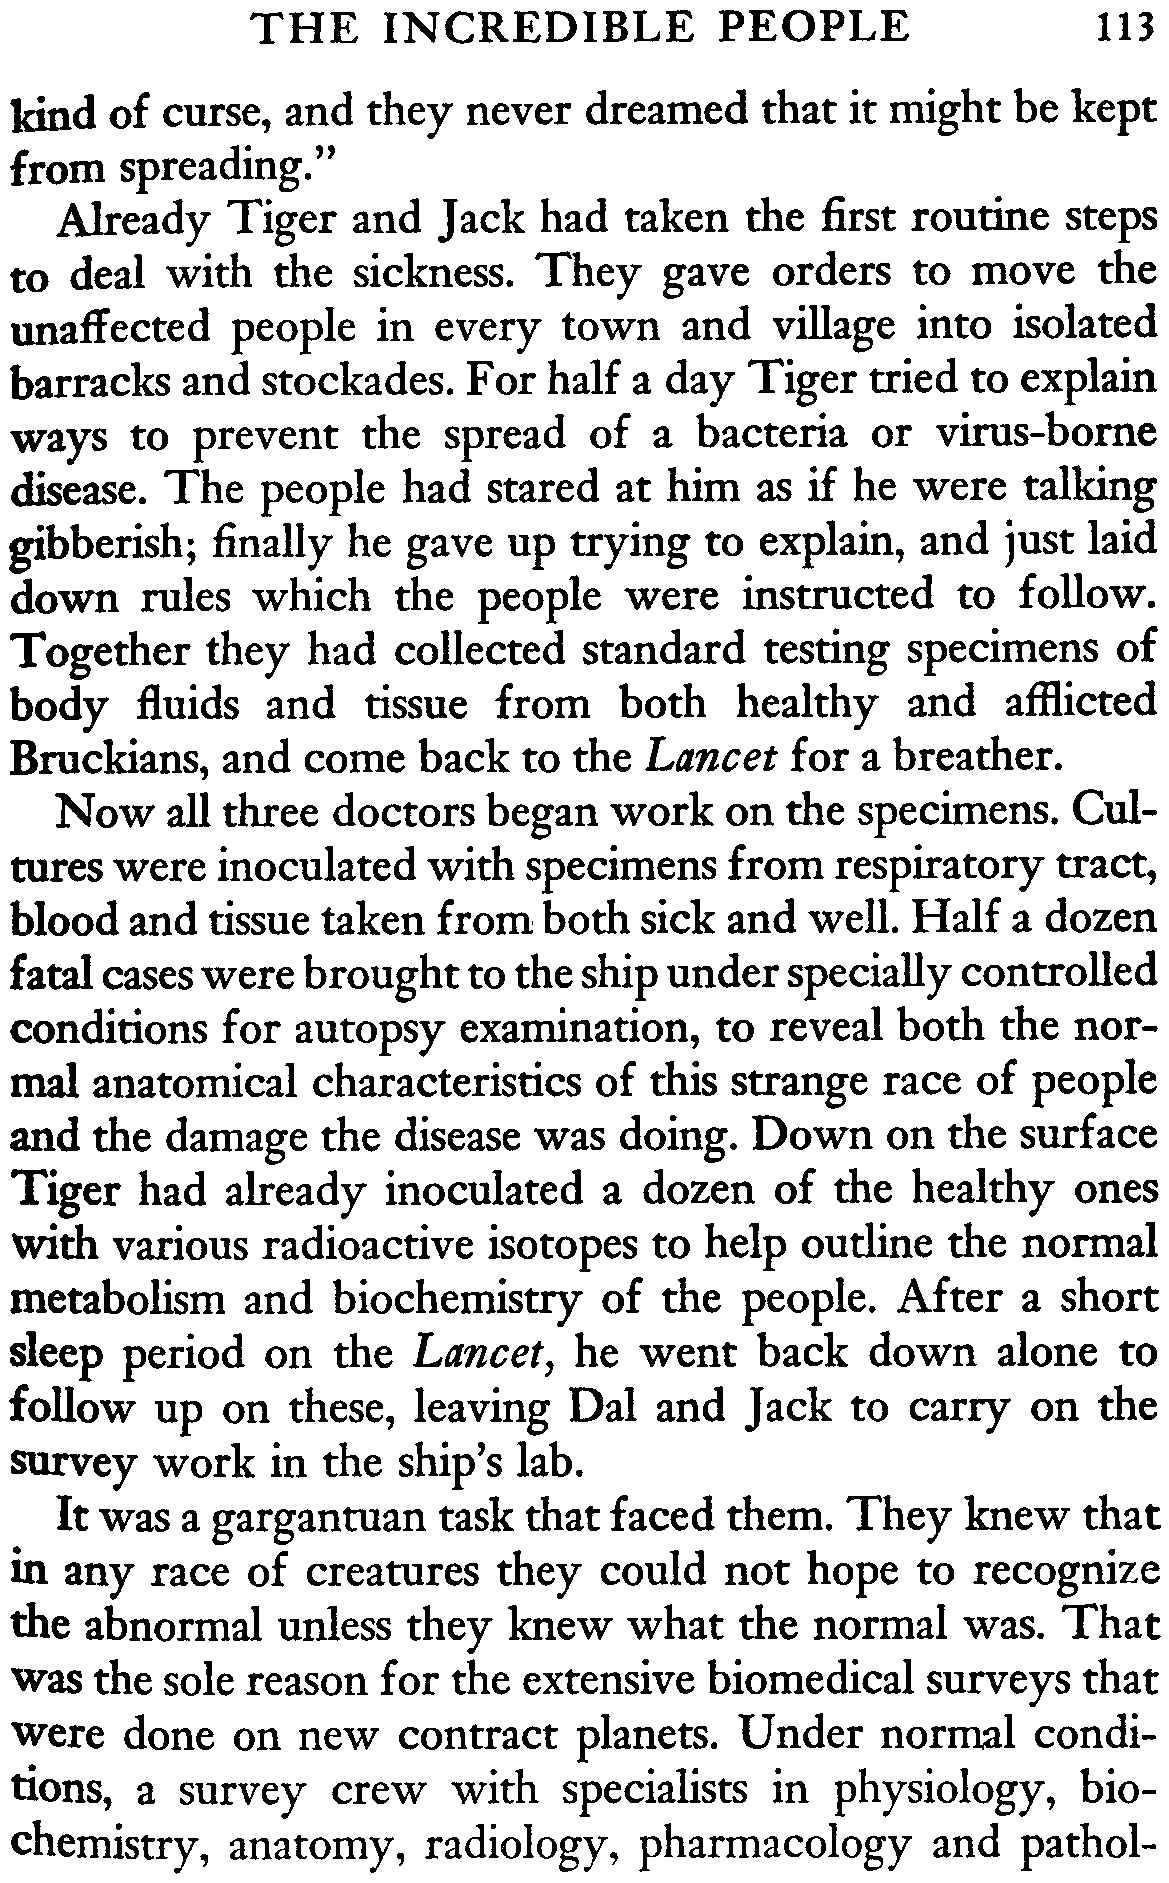 THE INCREDIBLE PEOPLE 113
kind of curse, and they never dreamed that it might be kept
from spreading."
Already Tiger and Jack had taken the first routine steps
to deal with the sickness. They gave orders to move the
unaffected people in every town and village into isolated
barracks and stockades. For half a day Tiger tried to explain
ways to prevent the spread of a bacteria or virus-borne
disease. The people had stared at him as if he were talking
gibberish; finally he gave up trying to explain, and just laid
down rules which the people were instructed to follow.
Together they had collected standard testing specimens of
body fluids and tissue from both healthy and afflicted
Bruckians, and come back to the Lancet for a breather.
Now all three doctors began work on the specimens. Cul-
tures were inoculated with specimens from respiratory tract,
blood and tissue taken from both sick and well. Half a dozen
fatal cases were brought to the ship under specially controlled
conditions for autopsy examination, to reveal both the nor-
mal anatomical characteristics of this strange race of people
and the damage the disease was doing. Down on the surface
Tiger had already inoculated a dozen of the healthy ones
with various radioactive isotopes to help outline the normal
metabolism and biochemistry of the people. After a short
sleep period on the Lancet, he went back down alone to
follow up on these, leaving Dal and Jack to carry on the
survey work in the ship's lab.
It was a gargantuan task that faced them. They knew that
in any race of creatures they could not hope to recognize
the abnormal unless they knew what the normal was. That
was the sole reason for the extensive biomedical surveys that
were done on new contract planets. Under normal condi-
tions, a survey crew with specialists in physiology, bio-
chemistry, anatomy, radiology, pharmacology and pathol-